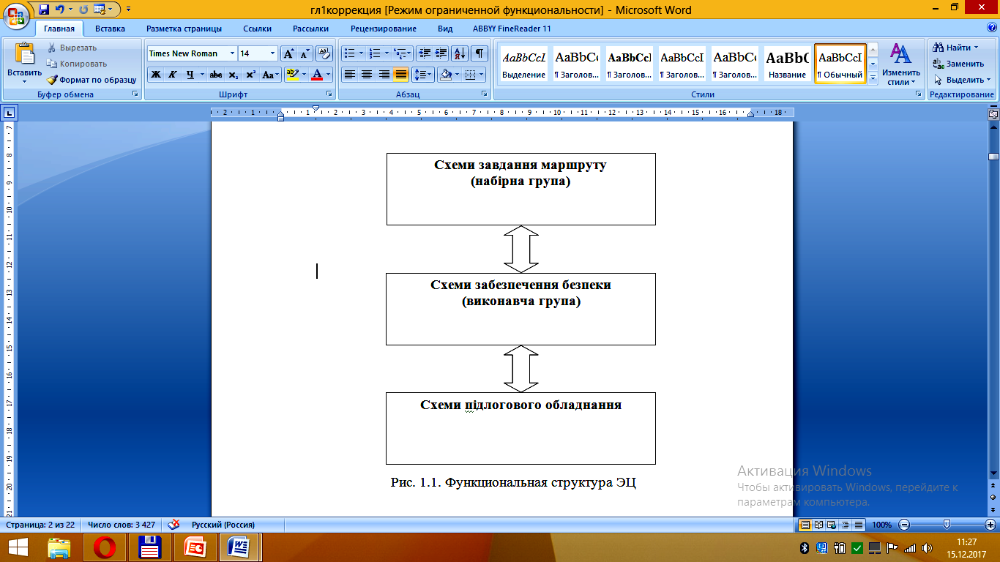 гл1коррекция [Режим ограниченной функциональности] - Microsoft Word
Главная Вставка Разметка страницы Ссылки Рассылки Рецензирование Вид ABBYY FineReader 11
Вставить
Вырезать
Копировать
Формат по образцу
Буфер обмена
Times New Roman 14
Ж К Ч abc x₂ x² Aa ab A
Шрифт
Абзац
AaBbCcI AaBbCc AaBbCcI AaBbCcI AaBbCc AaBbC AaBbCcI
Выделение ¶ Заголов... ¶ Заголов... ¶ Заголов... ¶ Заголов... Название ¶ Обычный
Стили
Изменить стили
Найти
Заменить
Выделить
Редактирование
2 1 1 2 3 4 5 6 7 8 9 10 11 12 13 14 15 16 18
7
8
9
10
11
12
13
14
15
16
17
18
19
20
21
Схеми завдання маршруту
(набірна група)
Схеми забезпечення безпеки
(виконавча група)
Схеми підлогового обладнання
Рис. 1.1. Функциональная структура ЭЦ
Активация Windows
Чтобы активировать Windows, перейдите к
параметрам компьютера.
Страница: 2 из 22 Число слов: 3 427 Русский (Россия) 100%
11:27
15.12.2017